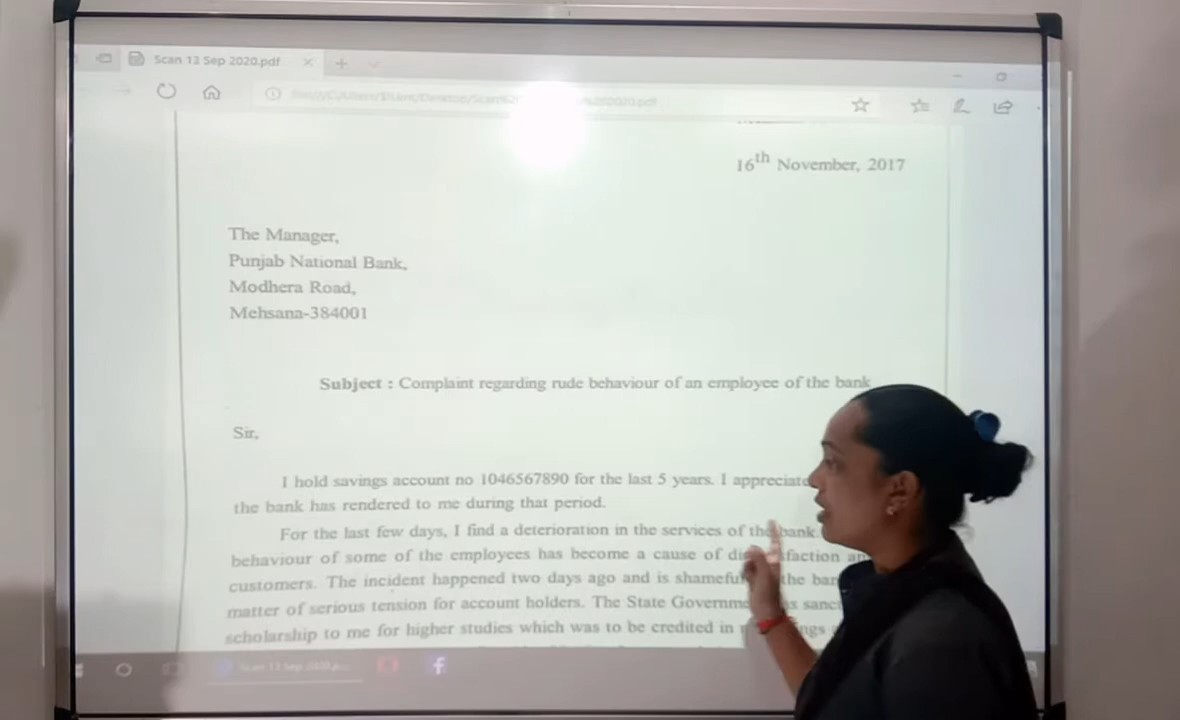 Scan 13 Sep 2020.pdf
16th November, 2017
The Manager,
Punjab National Bank,
Modhera Road,
Mehsana-384001
Subject : Complaint regarding rude behaviour of an employee of the bank
Sir,
I hold savings account no 1046567890 for the last 5 years. I appreciate
the bank has rendered to me during that period.
For the last few days, I find a deterioration in the services of the bank.
behaviour of some of the employees has become a cause of
customers. The incident happened two days ago and is the
matter of serious tension for account holders. The State
scholarship to me for higher studies which was to be credited in